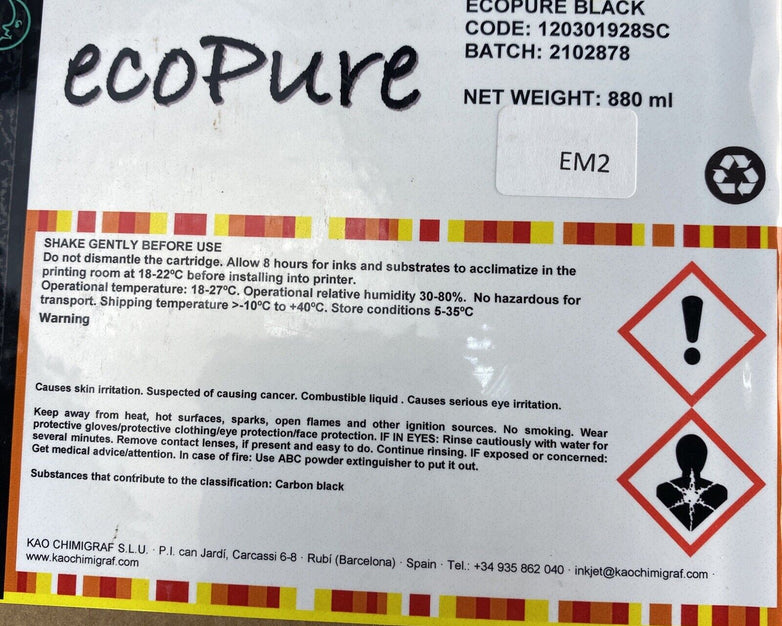 ecoPure
ECOPURE BLACK
CODE: 120301928SC
BATCH: 2102878
NET WEIGHT: 880 ml
EM2
SHAKE GENTLY BEFORE USE
Do not dismantle the cartridge. Allow 8 hours for inks and substrates to acclimatize in the
printing room at 18-22ºC before installing into printer.
Operational temperature: 18-27ºC. Operational relative humidity 30-80%. No hazardous for
transport. Shipping temperature >-10ºC to +40ºC. Store conditions 5-35ºC
Warning
Causes skin irritation. Suspected of causing cancer. Combustible liquid . Causes serious eye irritation.
Keep away from heat, hot surfaces, sparks, open flames and other ignition sources. No smoking. Wear
protective gloves/protective clothing/eye protection/face protection. IF IN EYES: Rinse cautiously with water for
several minutes. Remove contact lenses, if present and easy to do. Continue rinsing. IF exposed or concerned:
Get medical advice/attention. In case of fire: Use ABC powder extinguisher to put it out.
Substances that contribute to the classification: Carbon black
KAO CHIMIGRAF S.L.U. · P.I. can Jardí, Carcassi 6-8 · Rubí (Barcelona) · Spain · Tel.: +34 935 862 040 · inkjet@kaochimigraf.com ·
www.kaochimigraf.com